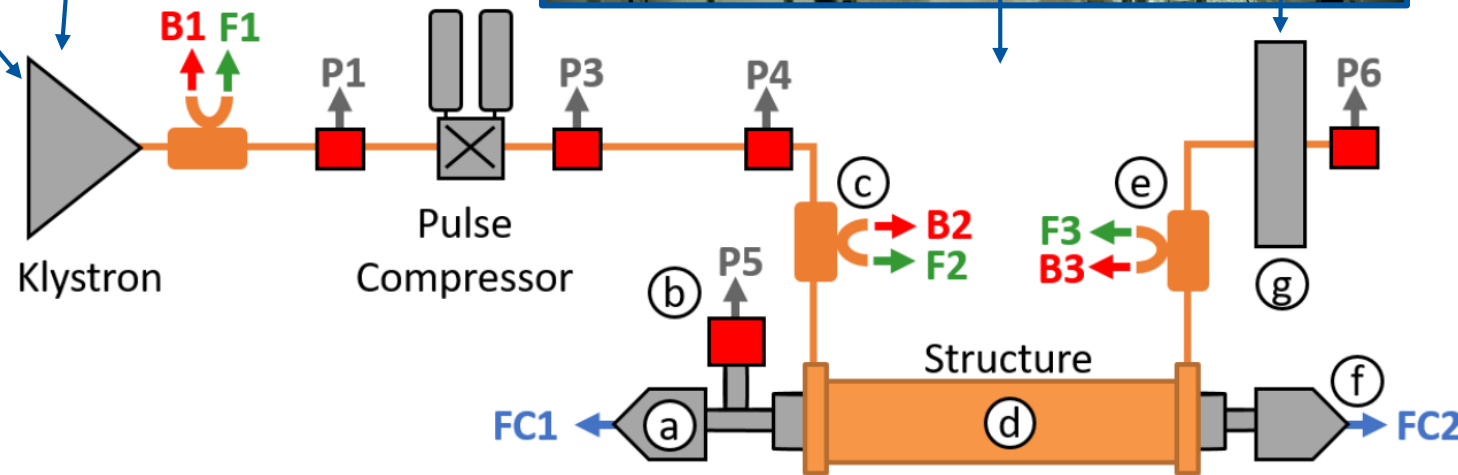 B1 F1
P1
P3
P4
P6
c
e
Pulse
Compressor
Klystron
B2
F2
F3
B3
P5
b
g
Structure
f
FC1
a
d
FC2